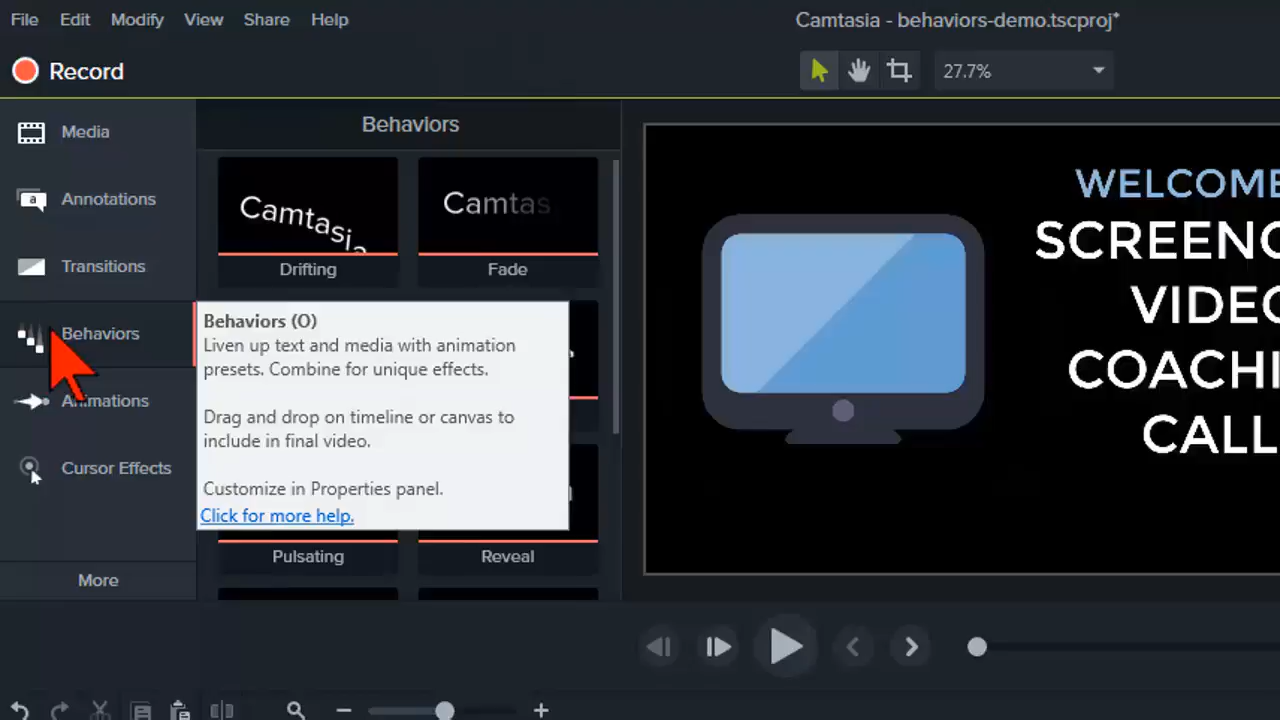 File Edit Modify View Share Help
Camtasia - behaviors-demo.tscproj*
Record
27.7%
Media
Annotations
Transitions
Behaviors
Animations
Cursor Effects
More
Behaviors
Camtasia
Drifting
Camtas
Fade
Behaviors (O)
Liven up text and media with animation
presets. Combine for unique effects.
Drag and drop on timeline or canvas to
include in final video.
Customize in Properties panel.
Click for more help.
Pulsating
Reveal
WELCOME
SCREENC
VIDEO
COACHI
CALL